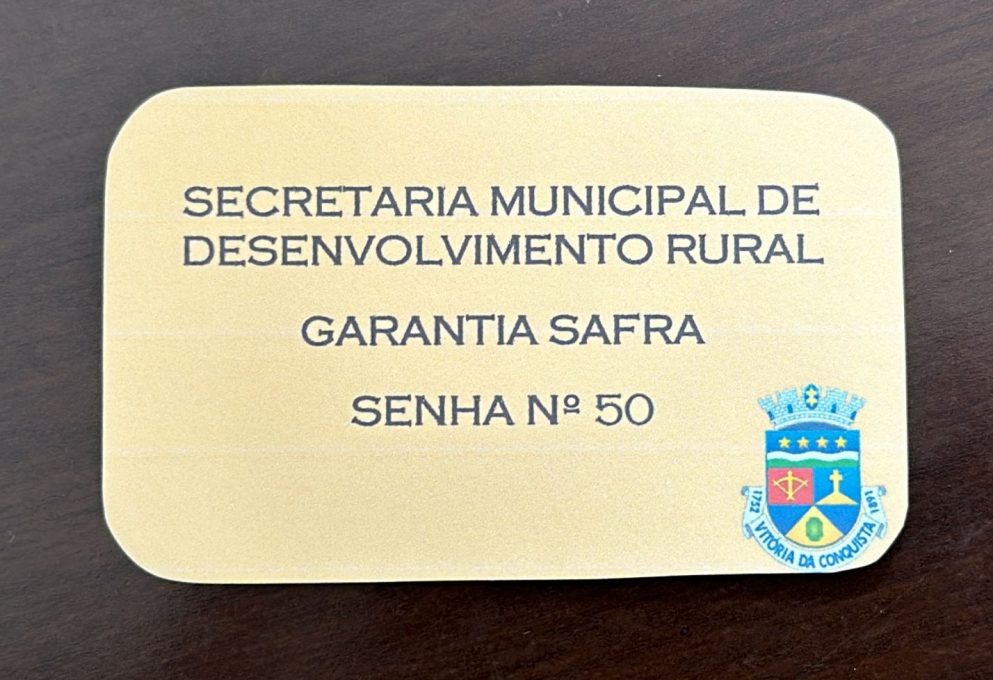 SECRETARIA MUNICIPAL DE
DESENVOLVIMENTO RURAL
GARANTIA SAFRA
SENHA Nº 50
1752 VITÓRIA DA CONQUISTA 1891